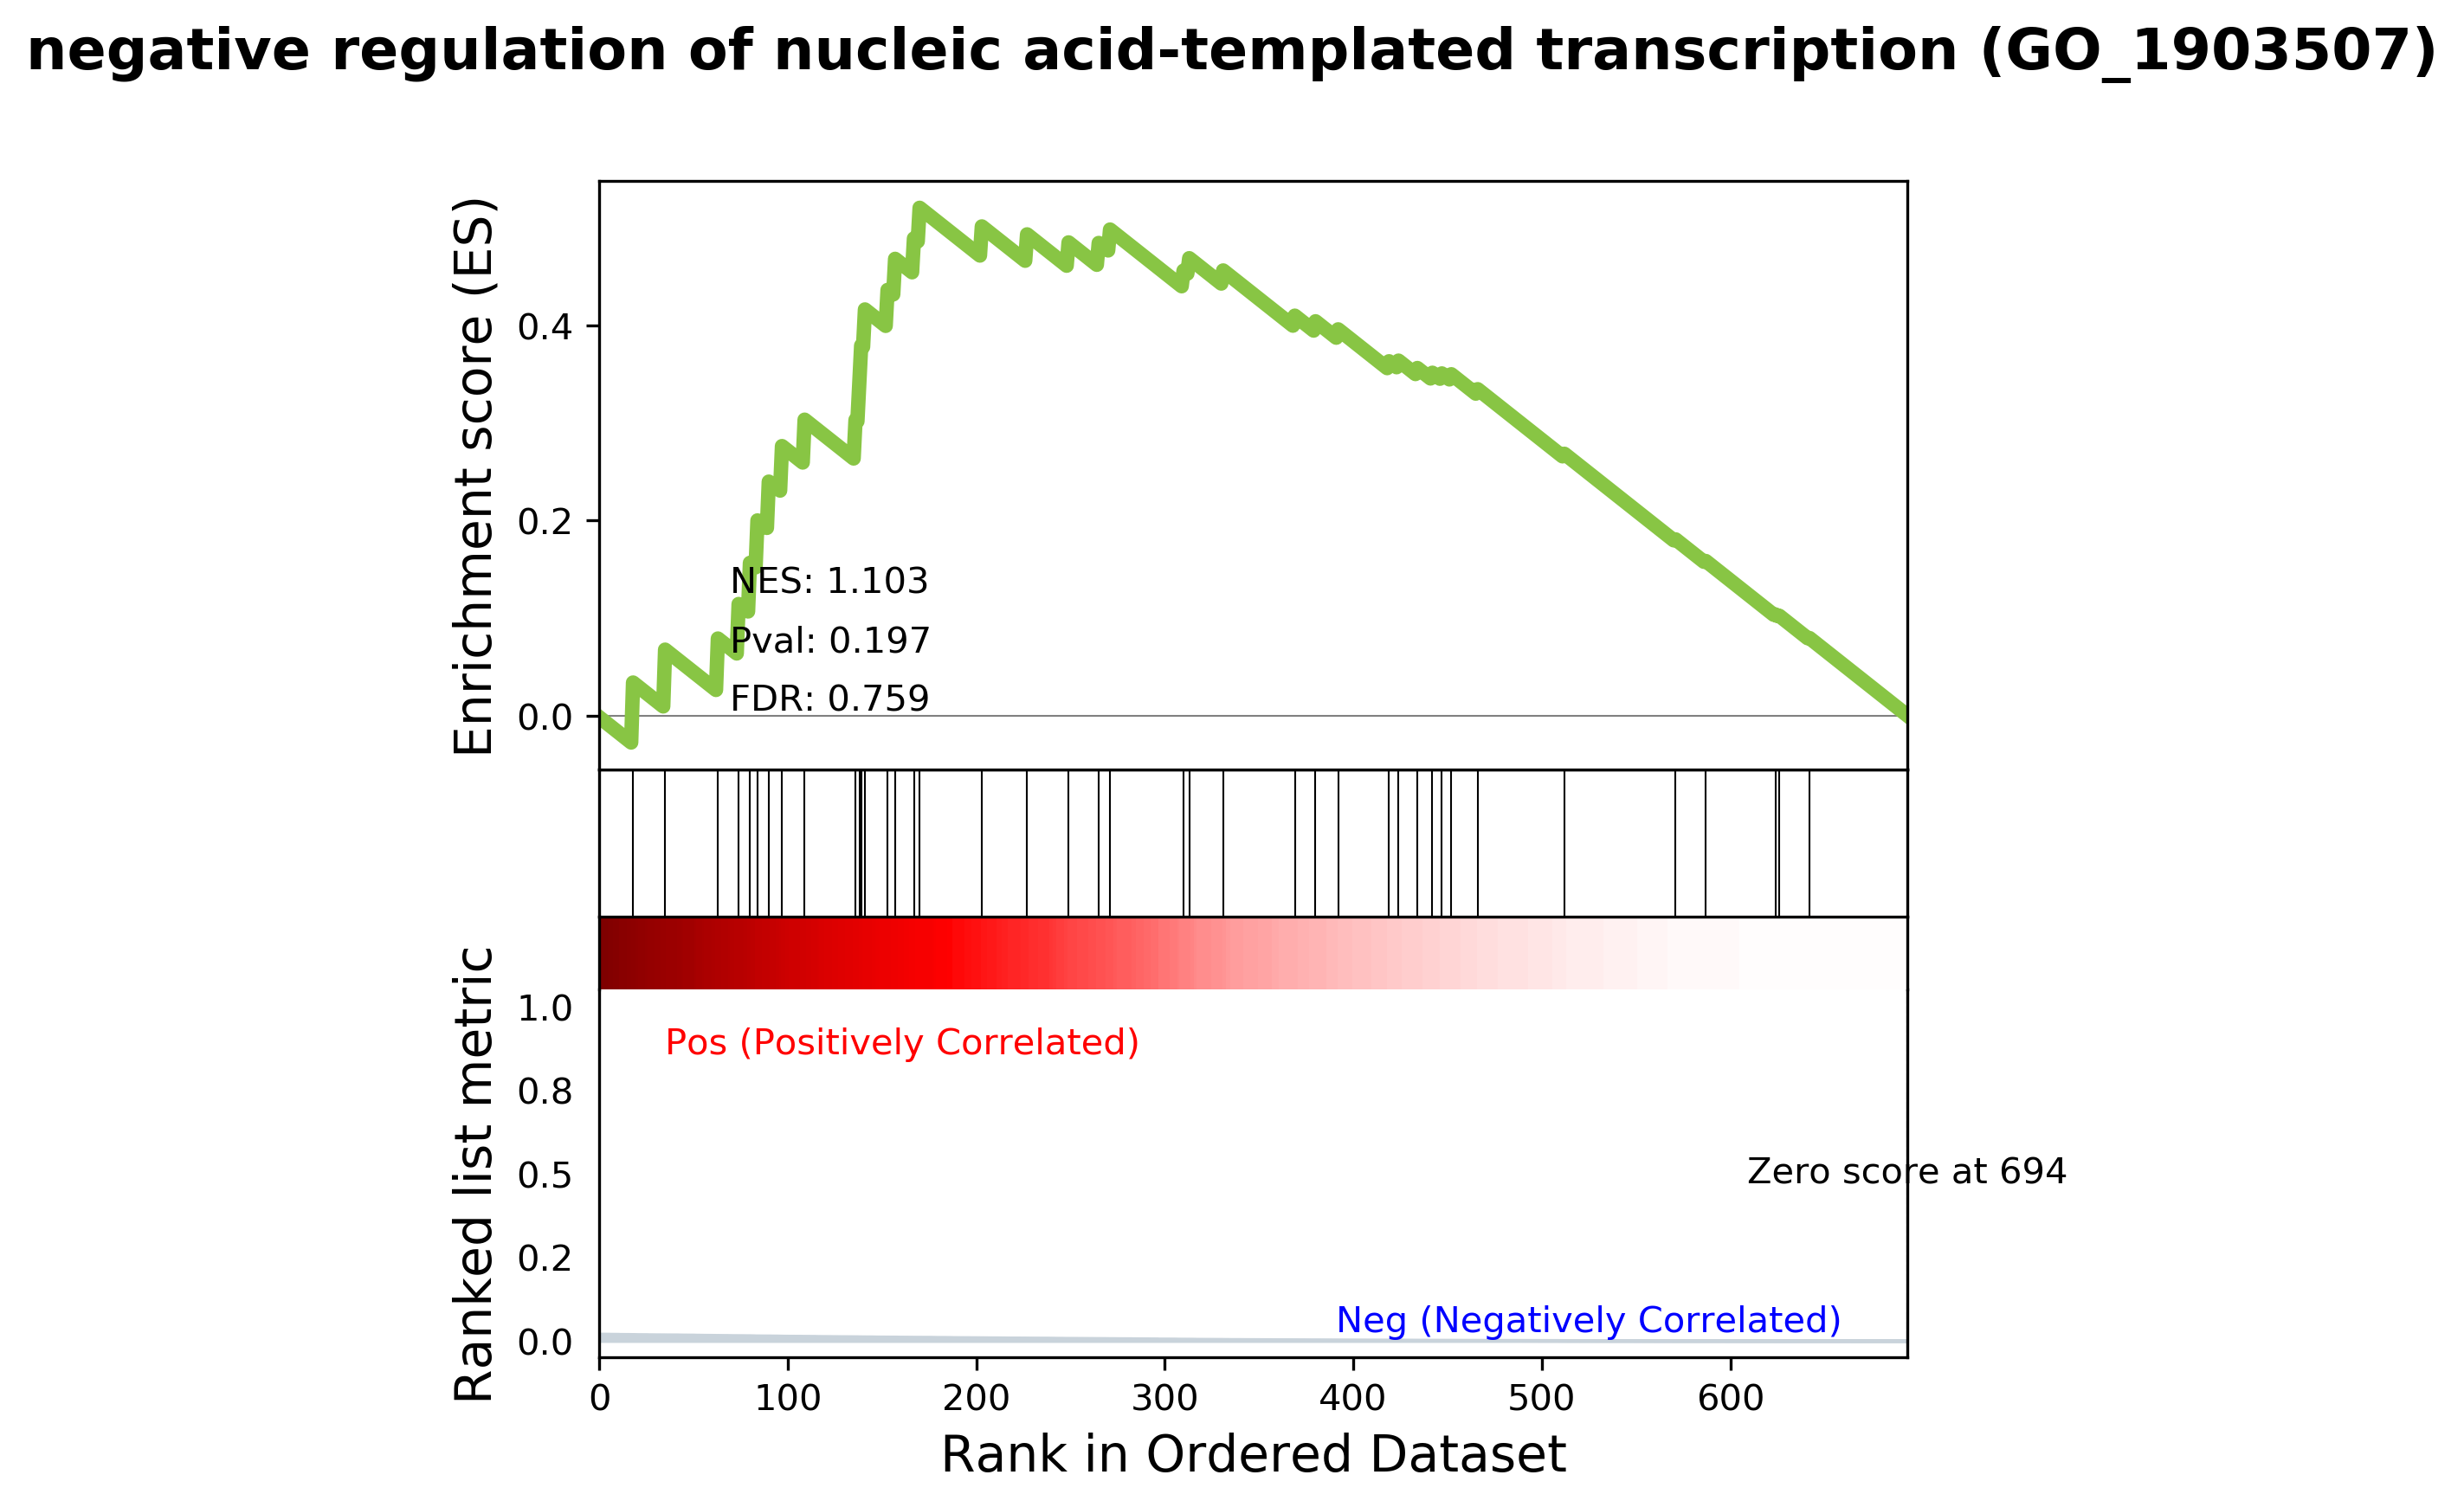 negative regulation of nucleic acid-templated transcription (GO_1903507)
Enrichment score (ES)
0.4
0.2
0.0
NES: 1.103
Pval: 0.197
FDR: 0.759
Ranked list metric
1.0
0.8
0.5
0.2
0.0
Pos (Positively Correlated)
Zero score at 694
Neg (Negatively Correlated)
0 100 200 300 400 500 600
Rank in Ordered Dataset